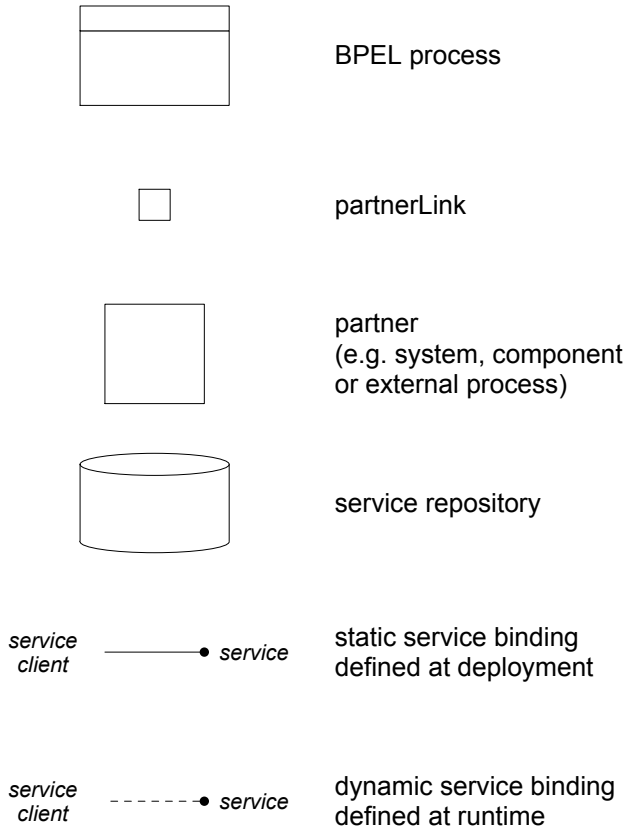 BPEL process
partnerLink
partner
(e.g. system, component
or external process)
service repository
service
client
service
static service binding
defined at deployment
service
client
service
dynamic service binding
defined at runtime